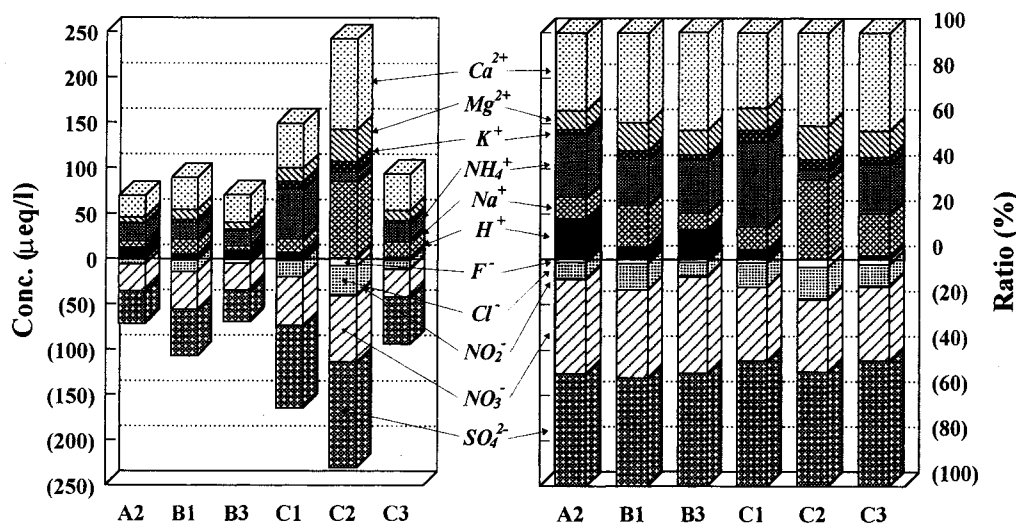 Conc. (µeq/l)
250
200
150
100
50
0
(50)
(100)
(150)
(200)
(250)
A2 B1 B3 C1 C2 C3
Ca2+
Mg2+
K+
NH4+
Na+
H+
F-
Cl-
NO2-
NO3-
SO42-
100
80
60
40
20
0
(20)
(40)
(60)
(80)
(100)
Ratio (%)
A2 B1 B3 C1 C2 C3